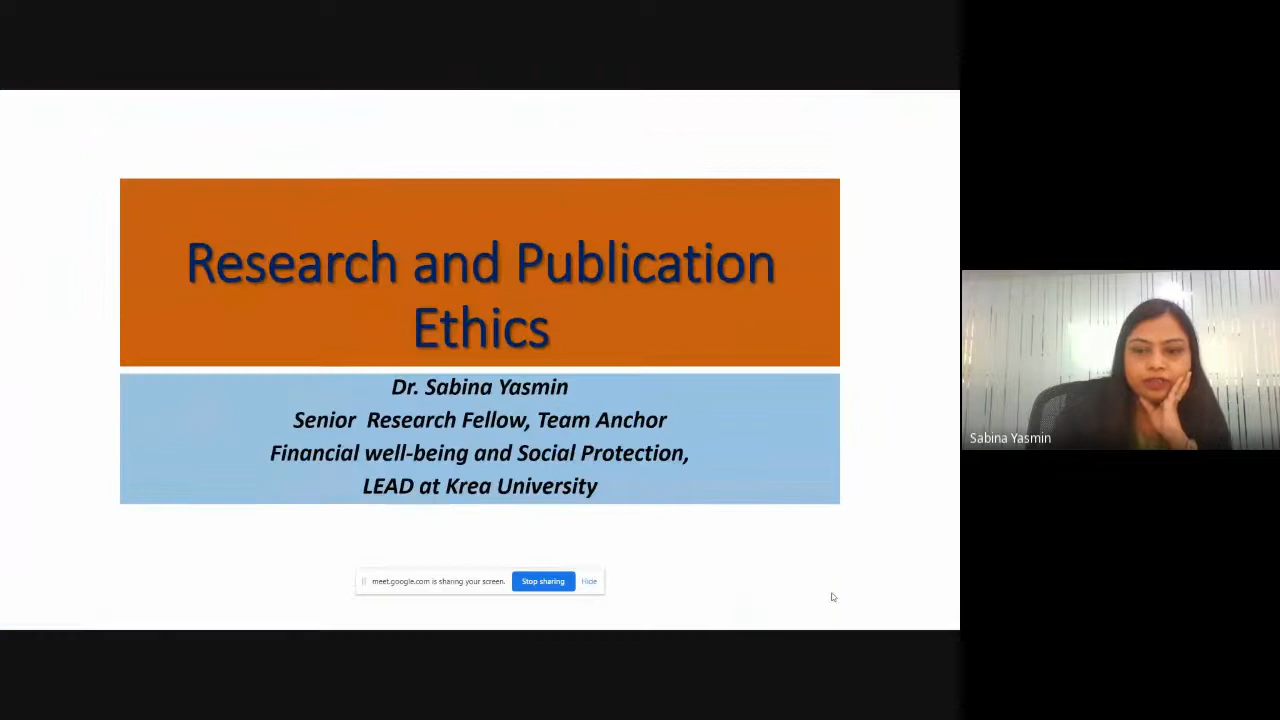 Research and Publication
Ethics
Dr. Sabina Yasmin
Senior Research Fellow, Team Anchor
Financial well-being and Social Protection,
LEAD at Krea University
meet.google.com is sharing your screen. Stop sharing Hide
Sabina Yasmin